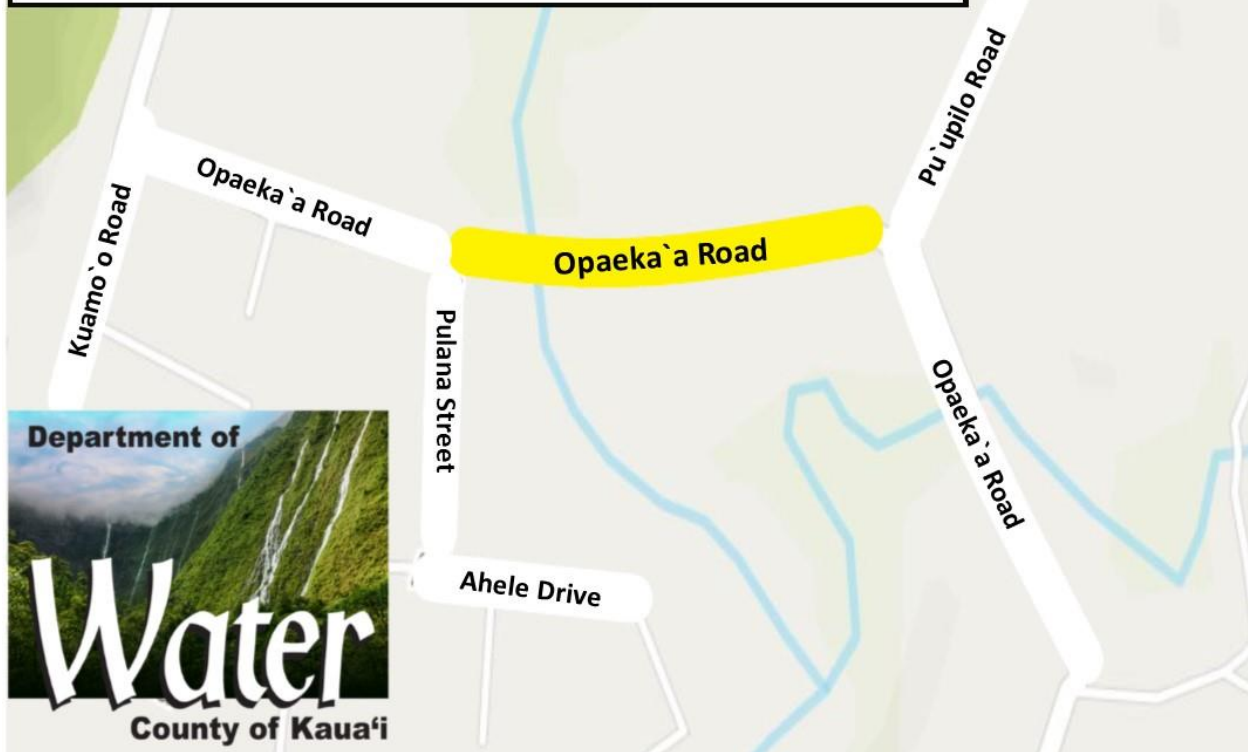 Pu`upilo Road
Opaeka`a Road
Kuamo`o Road
Opaeka`a Road
Pulana Street
Opaeka`a Road
Ahele Drive
Department of
Water
County of Kaua‘i